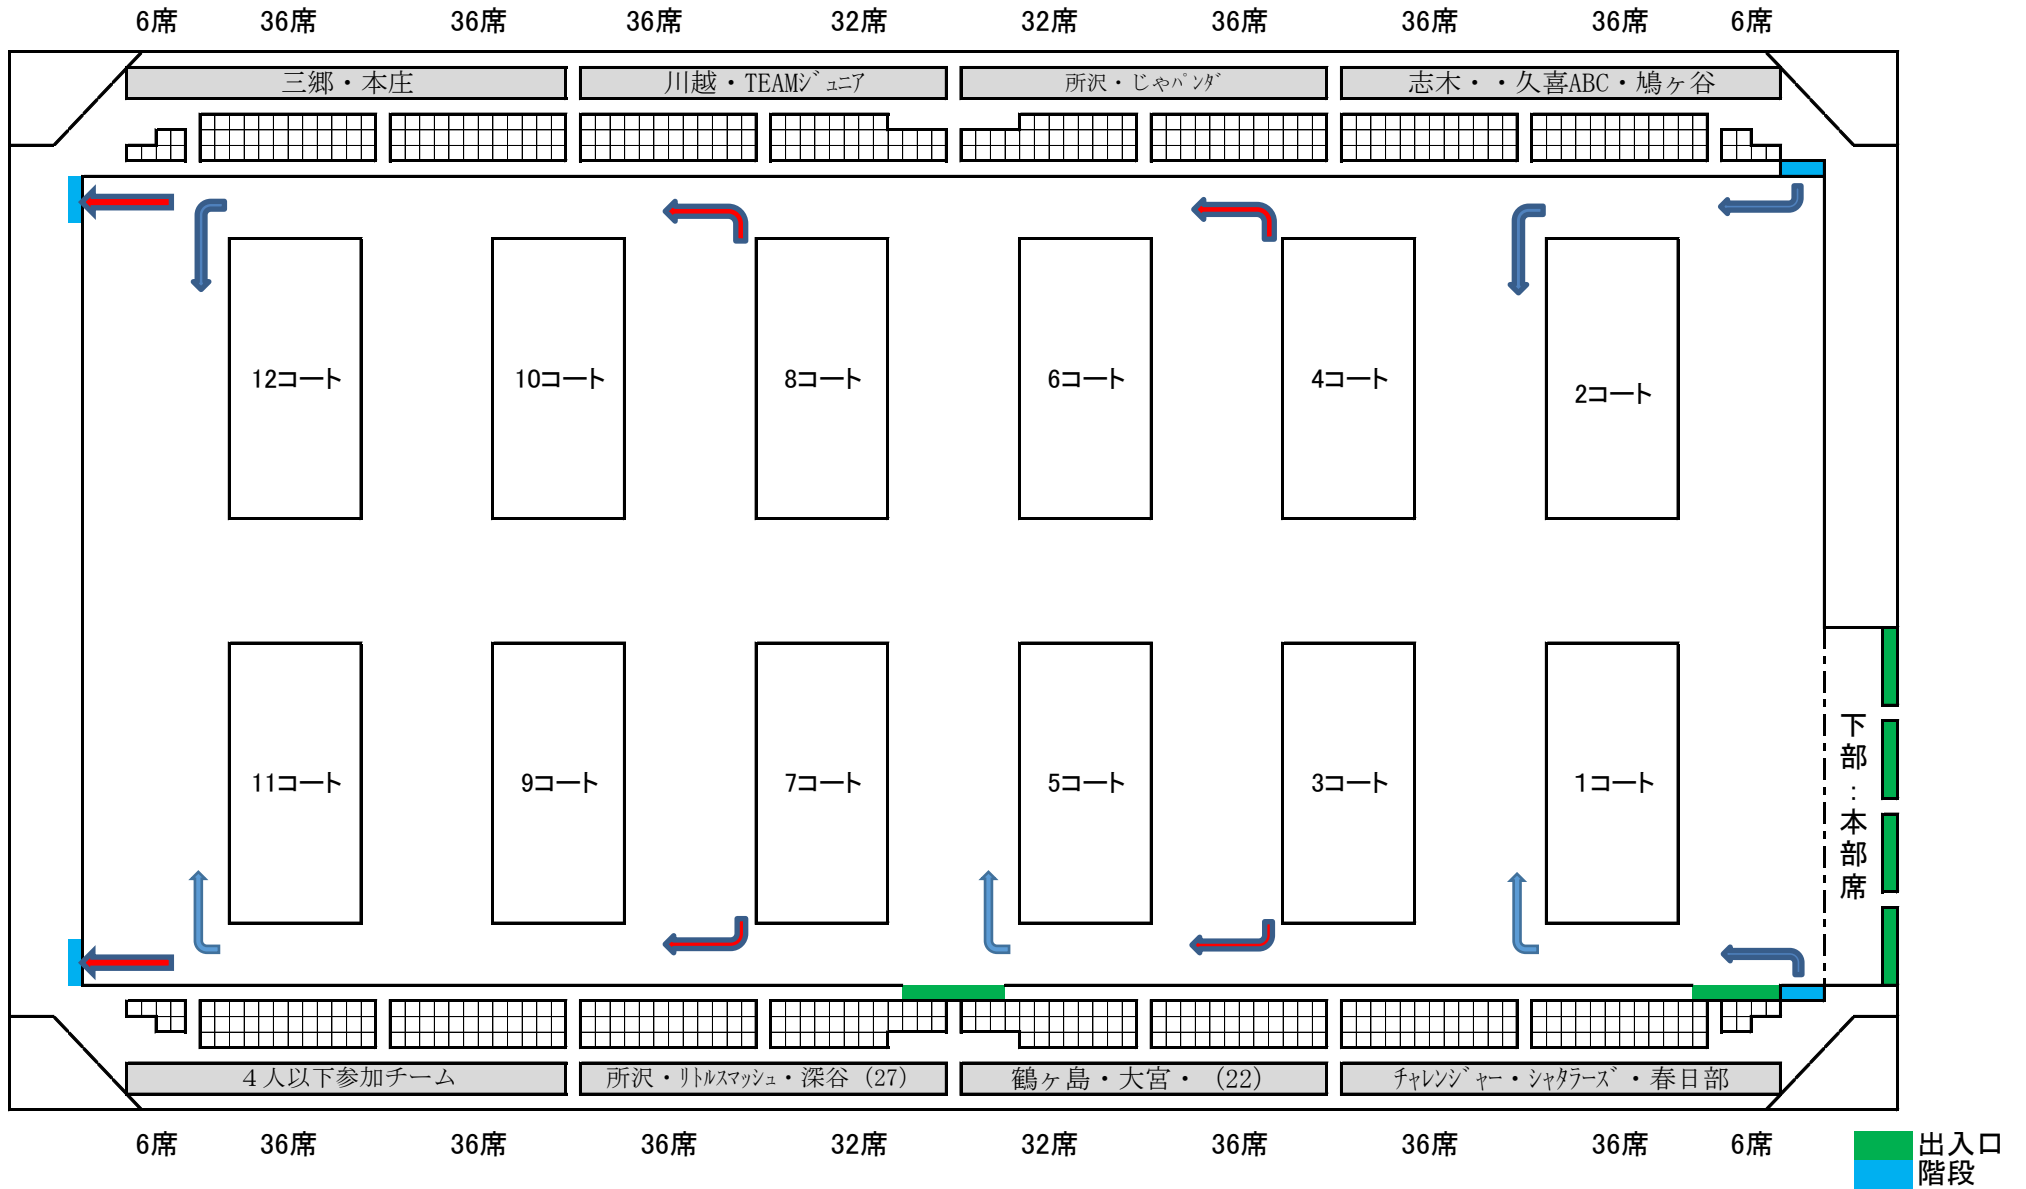 6席 36席 36席 36席 32席 32席 36席 36席 36席 6席
三郷・本庄 川越・TEAMジュニア 所沢・じゃパンダ 志木・・久喜ABC・鳩ヶ谷
12コート 10コート 8コート 6コート 4コート 2コート
下部：本部席
11コート 9コート 7コート 5コート 3コート 1コート
４人以下参加チーム 所沢・リトルスマッシュ・深谷（27） 鶴ヶ島・大宮・（22） チャレンジャー・シャタラーズ・春日部
6席 36席 36席 36席 32席 32席 36席 36席 36席 6席
出入口
階段